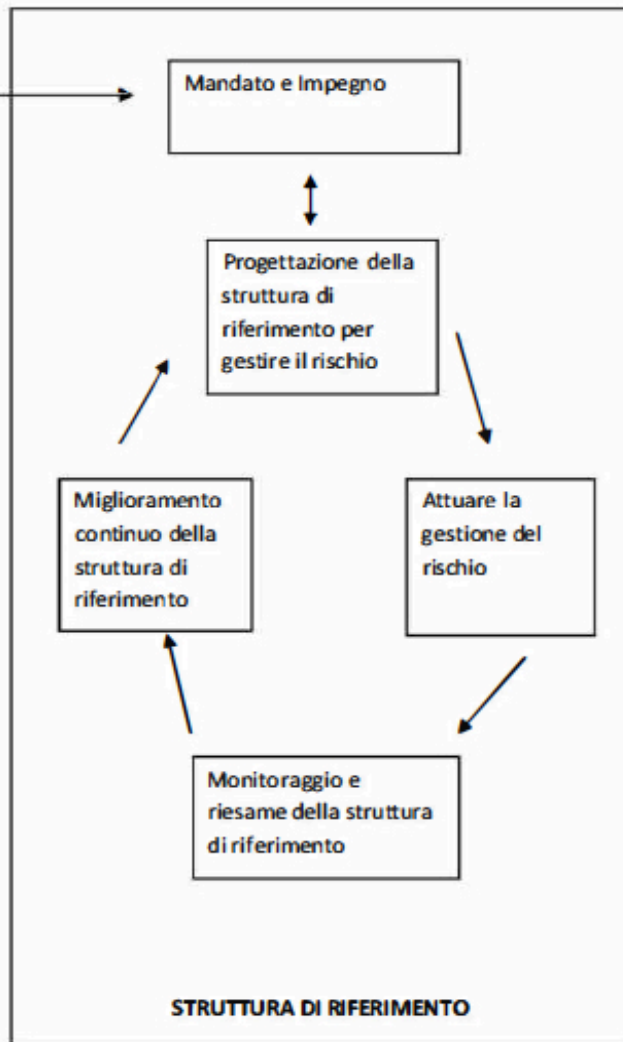 Mandato e Impegno
Progettazione della
struttura di
riferimento per
gestire il rischio
Miglioramento
continuo della
struttura di
riferimento
Attuare la
gestione del
rischio
Monitoraggio e
riesame della struttura
di riferimento
STRUTTURA DI RIFERIMENTO